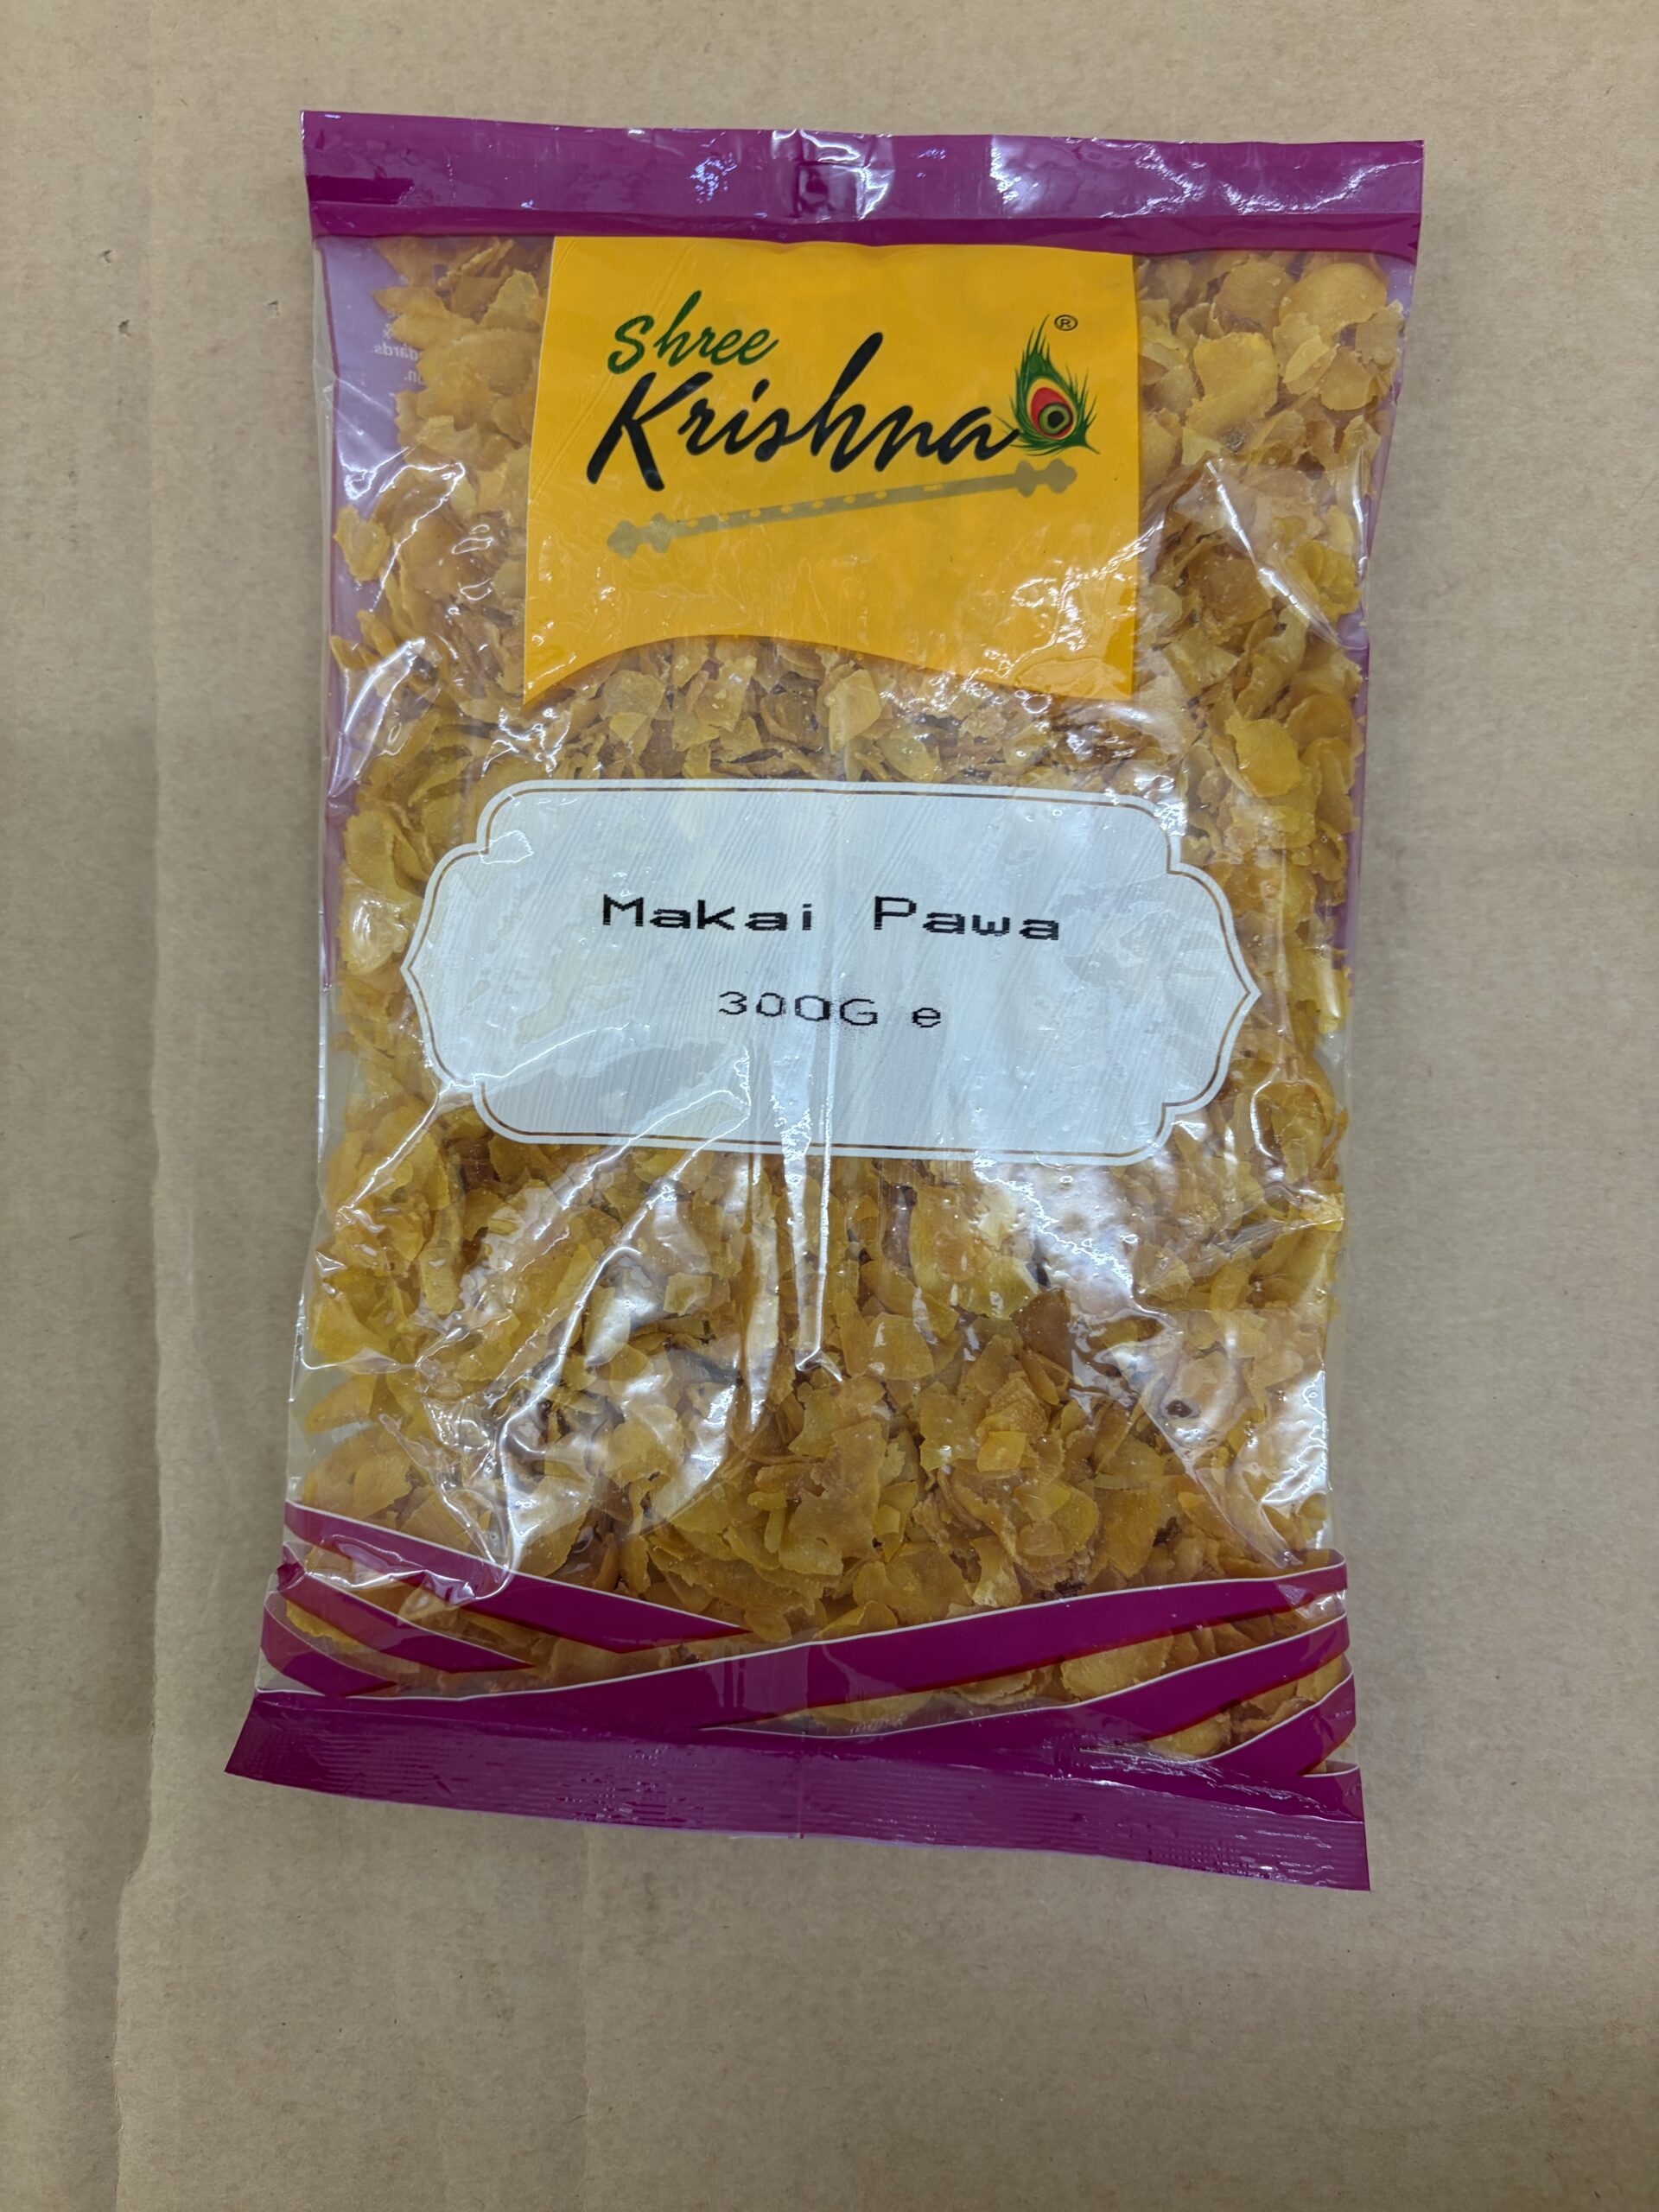 Shree
Krishna ®
Makai Pawa
300G e